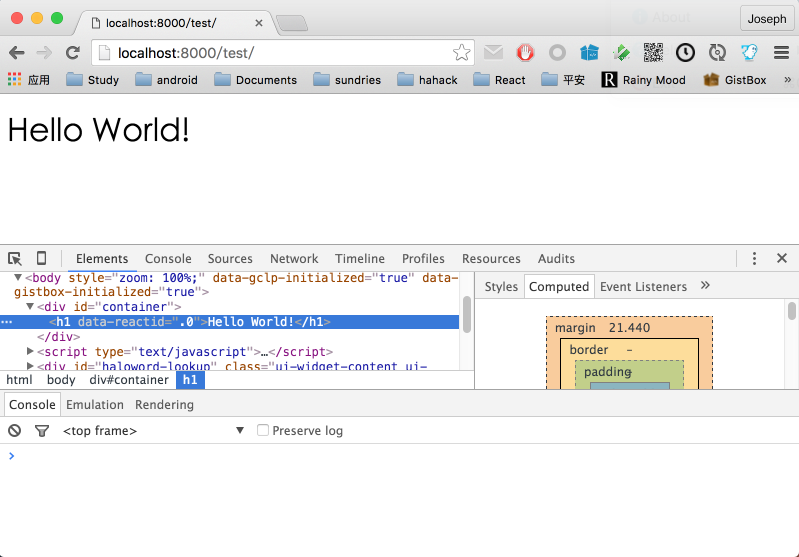 localhost:8000/test/
About
Joseph
localhost:8000/test/
应用 Study android Documents sundries hahack React 平安 Rainy Mood GistBox »
Hello World!
Elements Console Sources Network Timeline Profiles Resources Audits
<body style="zoom: 100%;" data-gclp-initialized="true" data-
gistbox-initialized="true">
<div id="container">
<h1 data-reactid=".0">Hello World!</h1>
</div>
<script type="text/javascript">…</script>
<div id="haloword-lookup" class="ui-widget-content ui-
html body div#container h1
Styles Computed Event Listeners »
margin 21.440
border -
padding -
Console Emulation Rendering
<top frame> Preserve log